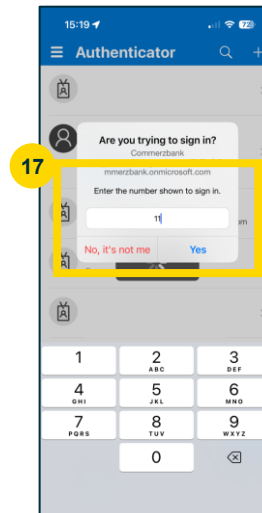 15:19
72
Authenticator
Are you trying to sign in?
Commerzbank
mmerzbank.onmicrosoft.com
17
Enter the number shown to sign in.
11
om
No, it's not me
Yes
1
2
ABC
3
DEF
4
GHI
5
JKL
6
MNO
7
PQRS
8
TUV
9
WXYZ
0